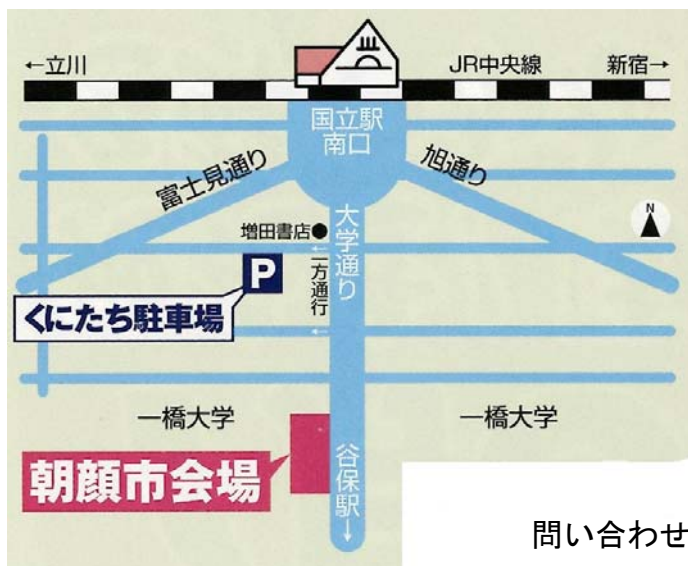 ←立川
JR中央線
新宿→
国立駅
南口
富士見通り
旭通り
N
増田書店●
大学通り
←一方通行
P
くにたち駐車場
←
一橋大学
一橋大学
朝顔市会場
谷保駅→
問い合わせ